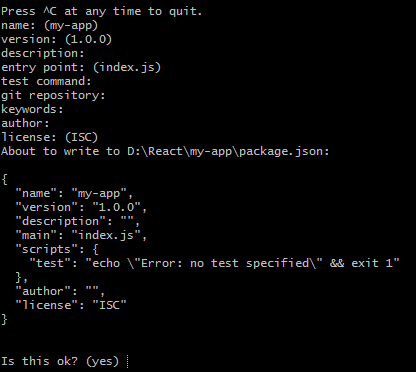 Press ^C at any time to quit.
name: (my-app)
version: (1.0.0)
description:
entry point: (index.js)
test command:
git repository:
keywords:
author:
license: (ISC)
About to write to D:\React\my-app\package.json:

{
  "name": "my-app",
  "version": "1.0.0",
  "description": "",
  "main": "index.js",
  "scripts": {
    "test": "echo \"Error: no test specified\" && exit 1"
  },
  "author": "",
  "license": "ISC"
}

Is this ok? (yes)